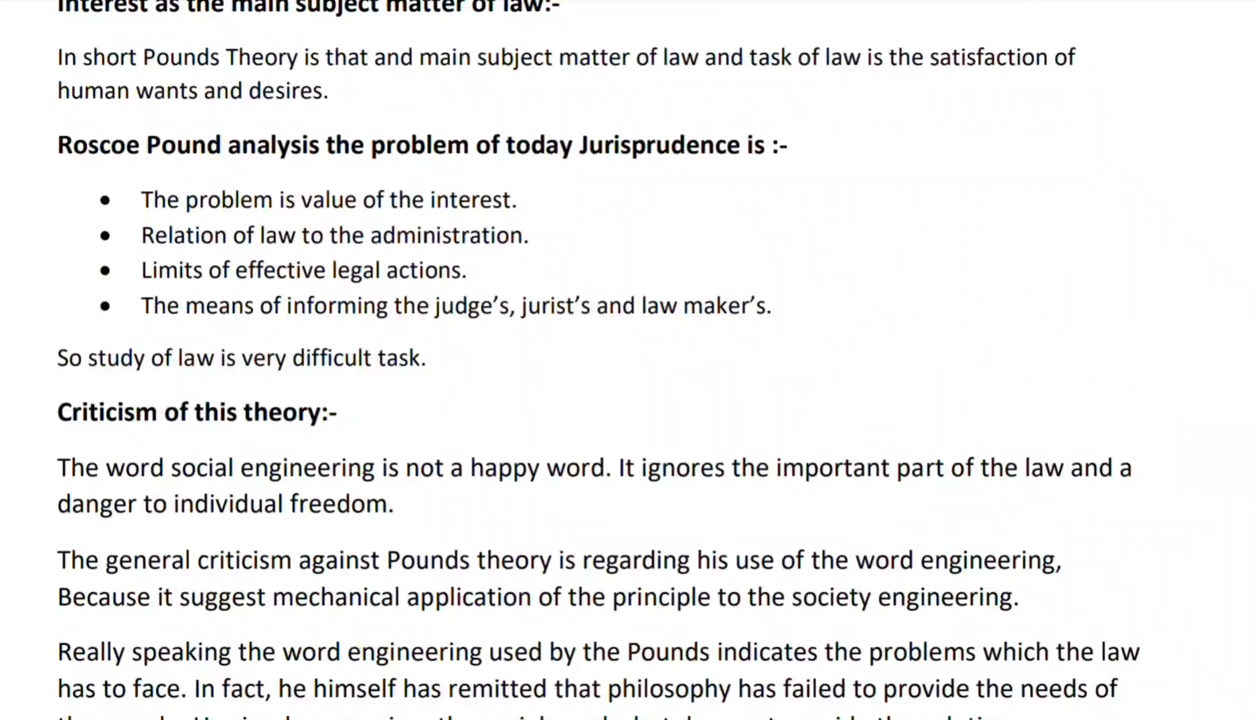 Interest as the main subject matter of law:-
In short Pounds Theory is that and main subject matter of law and task of law is the satisfaction of
human wants and desires.
Roscoe Pound analysis the problem of today Jurisprudence is :-
• The problem is value of the interest.
• Relation of law to the administration.
• Limits of effective legal actions.
• The means of informing the judge’s, jurist’s and law maker’s.
So study of law is very difficult task.
Criticism of this theory:-
The word social engineering is not a happy word. It ignores the important part of the law and a
danger to individual freedom.
The general criticism against Pounds theory is regarding his use of the word engineering,
Because it suggest mechanical application of the principle to the society engineering.
Really speaking the word engineering used by the Pounds indicates the problems which the law
has to face. In fact, he himself has remitted that philosophy has failed to provide the needs of